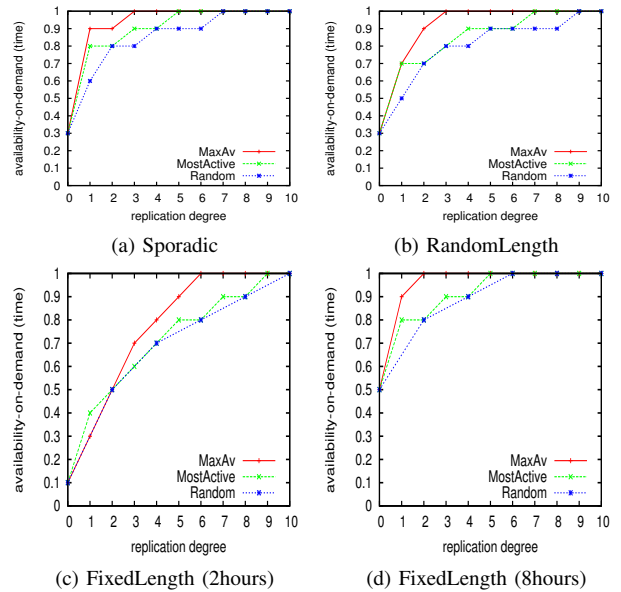 availability-on-demand (time)
1
0.9
0.8
0.7
0.6
0.5
0.4
0.3
0.2
0.1
0
MaxAv
MostActive
Random
0 1 2 3 4 5 6 7 8 9 10
replication degree
(a) Sporadic
availability-on-demand (time)
1
0.9
0.8
0.7
0.6
0.5
0.4
0.3
0.2
0.1
0
MaxAv
MostActive
Random
0 1 2 3 4 5 6 7 8 9 10
replication degree
(b) RandomLength
availability-on-demand (time)
1
0.9
0.8
0.7
0.6
0.5
0.4
0.3
0.2
0.1
0
MaxAv
MostActive
Random
0 1 2 3 4 5 6 7 8 9 10
replication degree
(c) FixedLength (2hours)
availability-on-demand (time)
1
0.9
0.8
0.7
0.6
0.5
0.4
0.3
0.2
0.1
0
MaxAv
MostActive
Random
0 1 2 3 4 5 6 7 8 9 10
replication degree
(d) FixedLength (8hours)